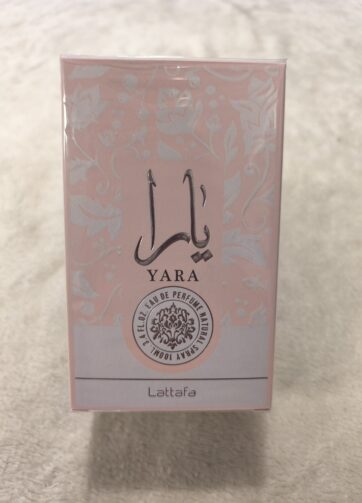 يارا
YARA
EAU DE PERFUME NATURAL SPRAY 100ML 3.4 FL.OZ.
Lattafa